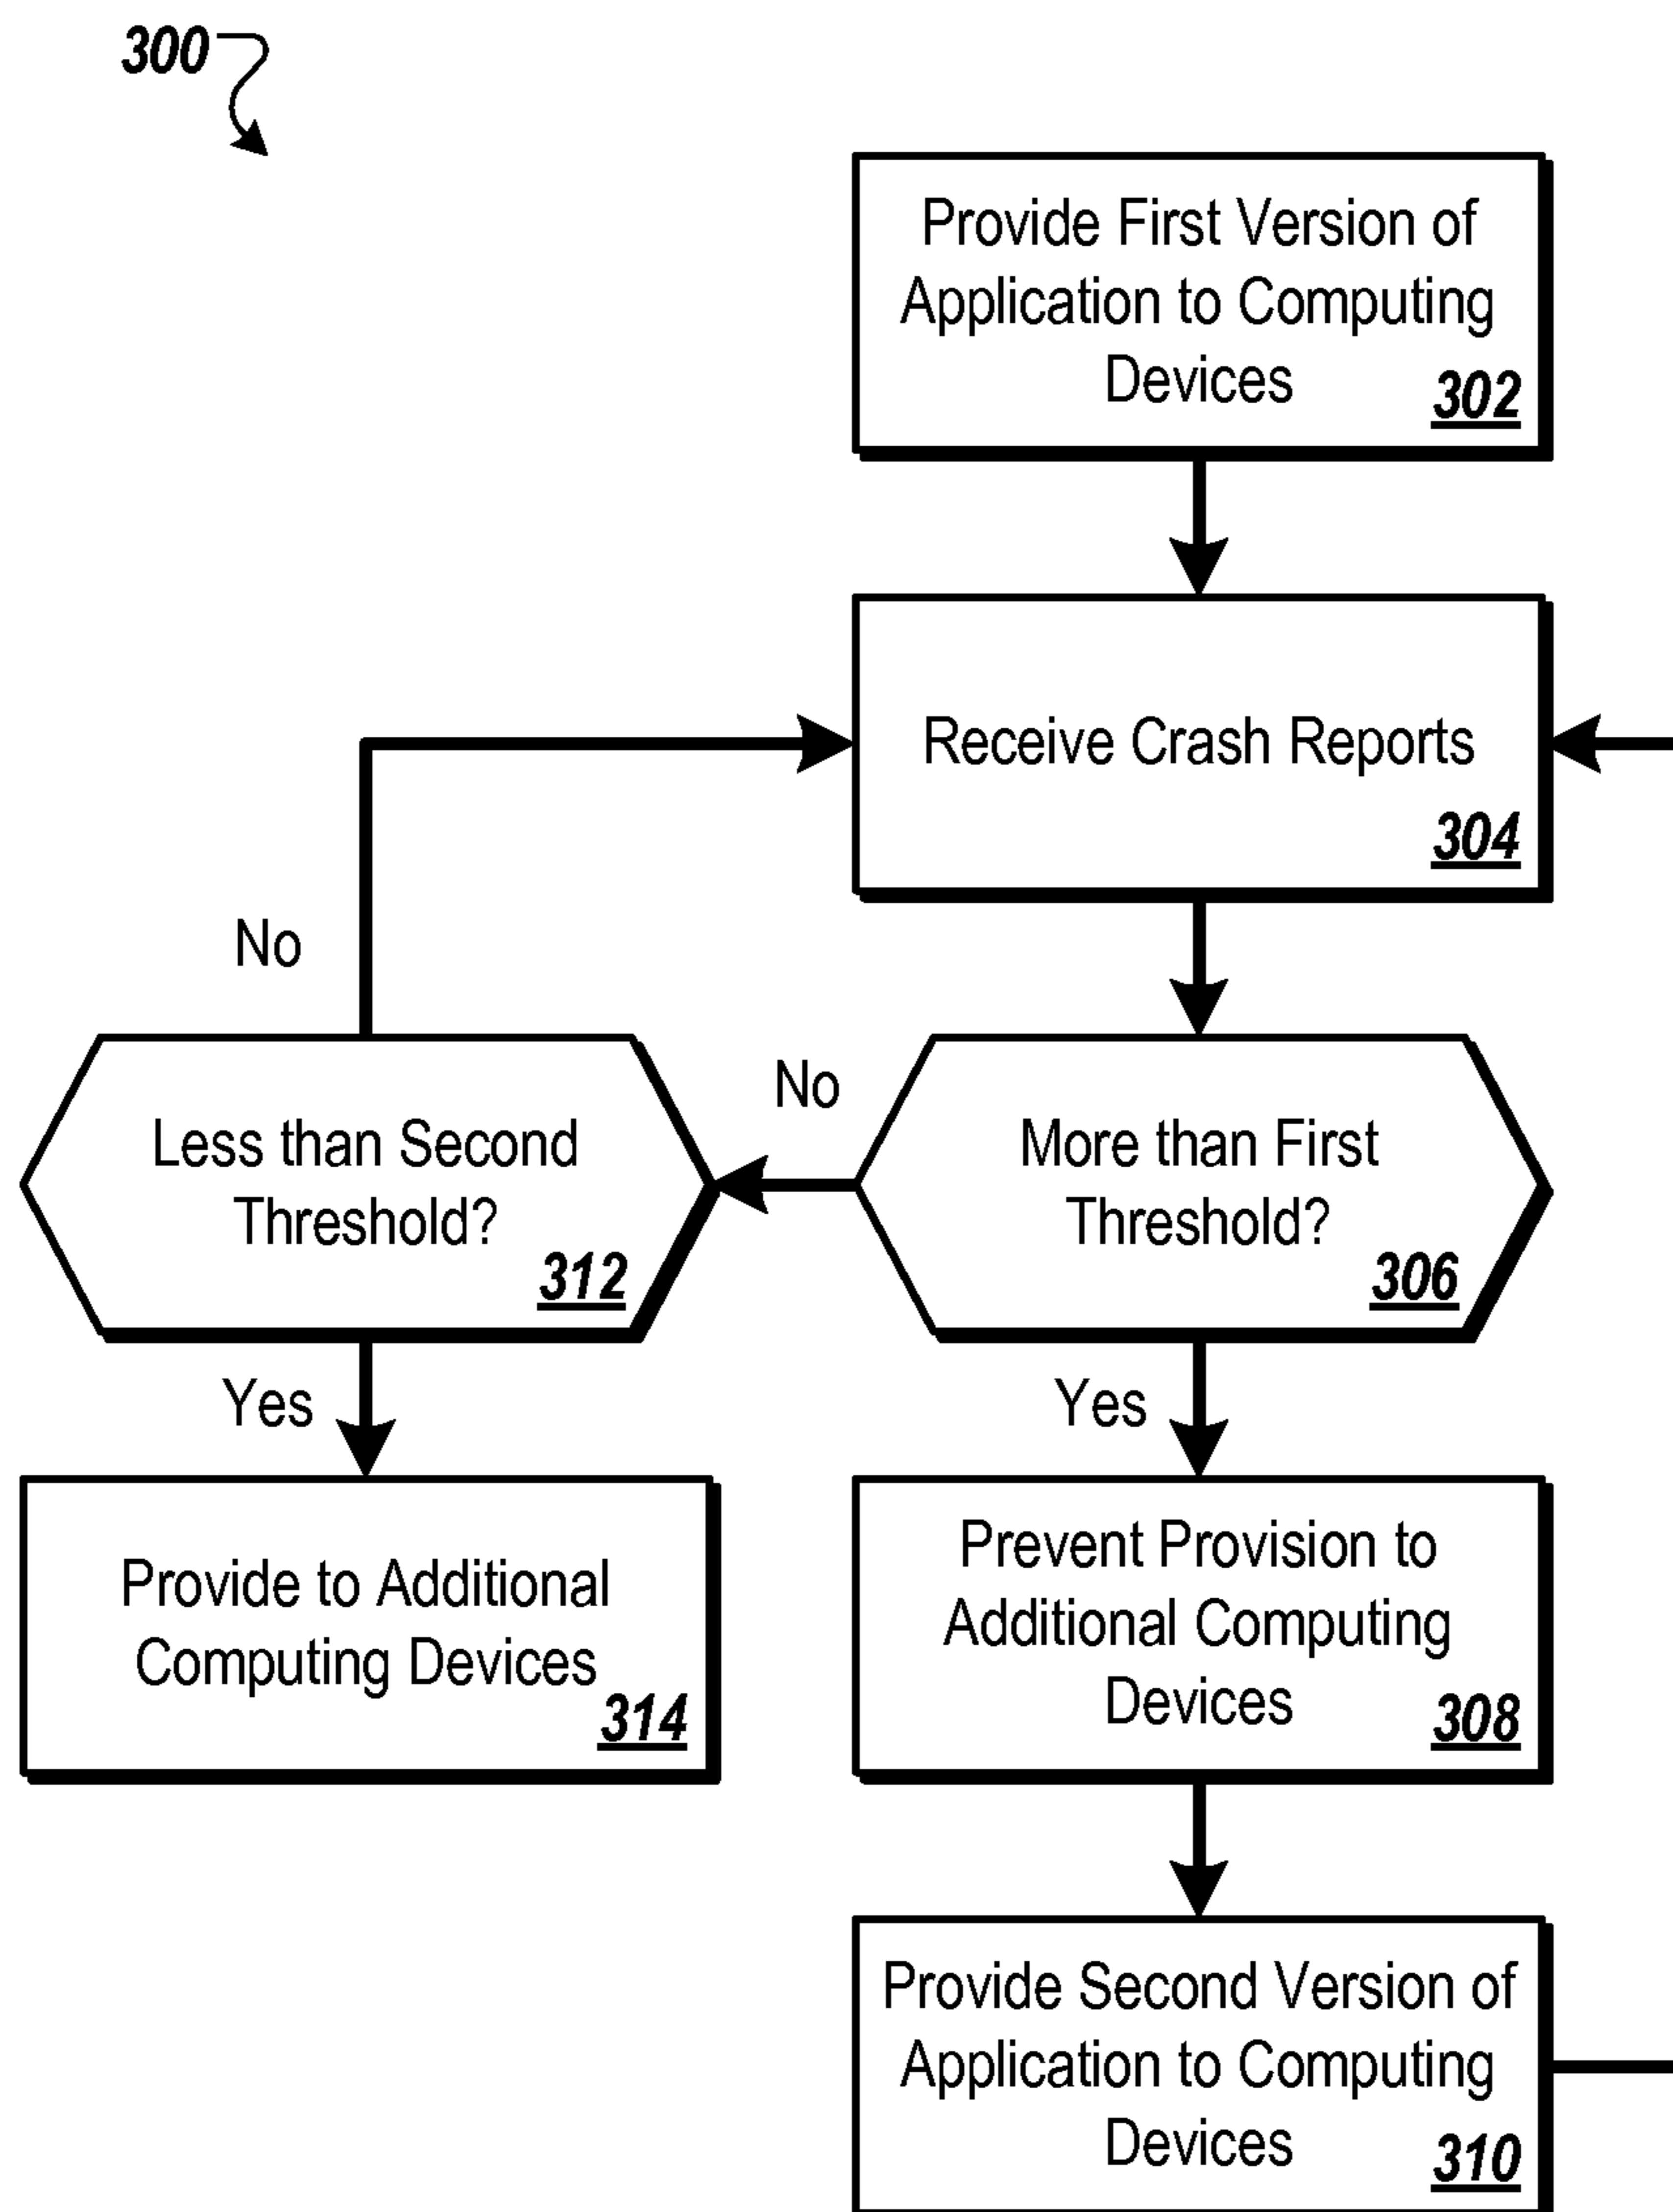 300
Provide First Version of
Application to Computing
Devices
302
Receive Crash Reports
304
No
No
Less than Second
Threshold?
312
More than First
Threshold?
306
Yes
Yes
Provide to Additional
Computing Devices
314
Prevent Provision to
Additional Computing
Devices
308
Provide Second Version of
Application to Computing
Devices
310